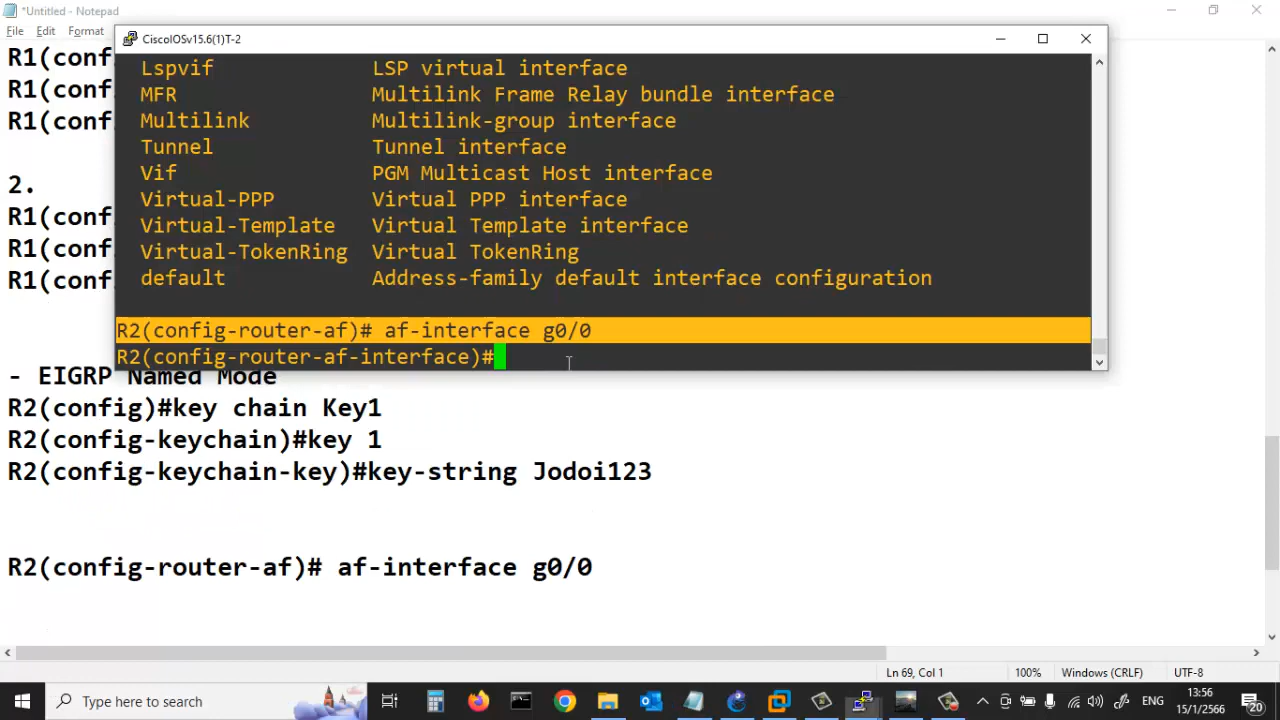 *Untitled - Notepad
File Edit Format
CiscoIOSv15.6(1)T-2
R1(conf
R1(conf
R1(conf
2.
R1(conf
R1(conf
R1(conf
Lspvif LSP virtual interface
MFR Multilink Frame Relay bundle interface
Multilink Multilink-group interface
Tunnel Tunnel interface
Vif PGM Multicast Host interface
Virtual-PPP Virtual PPP interface
Virtual-Template Virtual Template interface
Virtual-TokenRing Virtual TokenRing
default Address-family default interface configuration
R2(config-router-af)# af-interface g0/0
R2(config-router-af-interface)#
- EIGRP Named Mode
R2(config)#key chain Key1
R2(config-keychain)#key 1
R2(config-keychain-key)#key-string Jodoi123
R2(config-router-af)# af-interface g0/0
Ln 69, Col 1 100% Windows (CRLF) UTF-8
Type here to search
ENG
13:56
15/1/2566
20